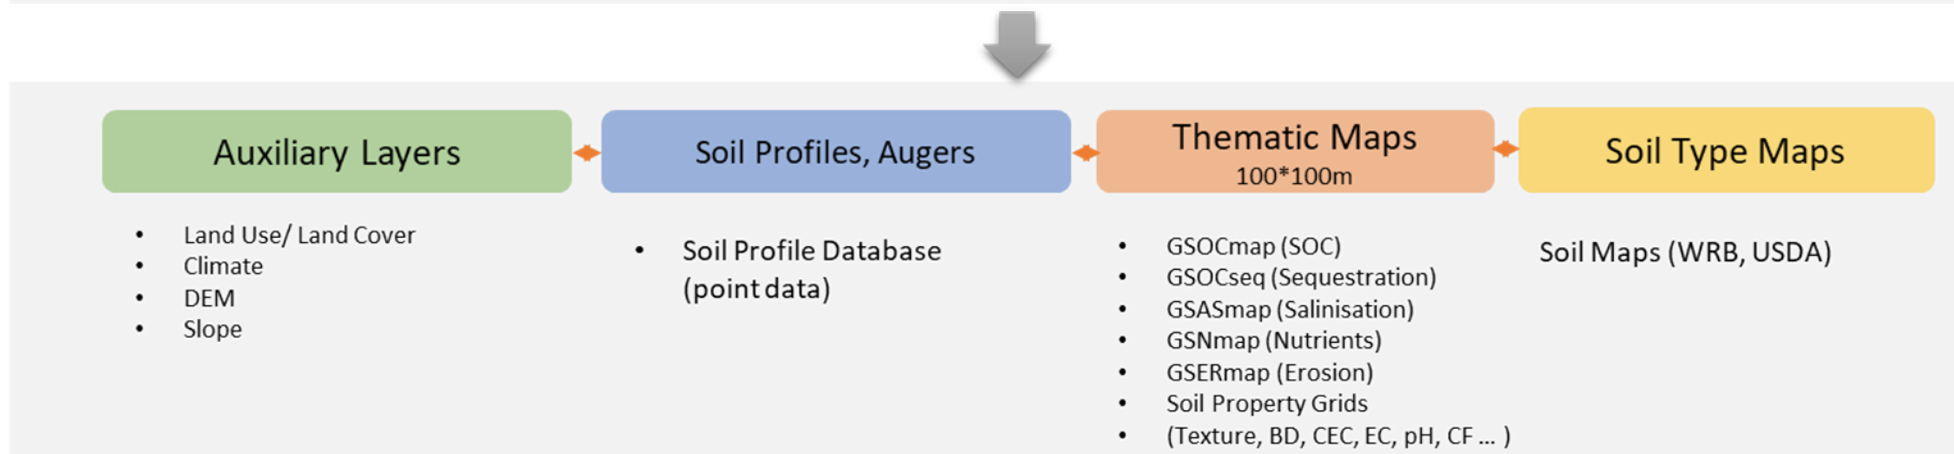 Auxiliary Layers
• Land Use/ Land Cover
• Climate
• DEM
• Slope
Soil Profiles, Augers
• Soil Profile Database
(point data)
Thematic Maps
100*100m
• GSOCmap (SOC)
• GSOCseq (Sequestration)
• GSASmap (Salinisation)
• GSNmap (Nutrients)
• GSERmap (Erosion)
• Soil Property Grids
• (Texture, BD, CEC, EC, pH, CF ... )
Soil Type Maps
Soil Maps (WRB, USDA)